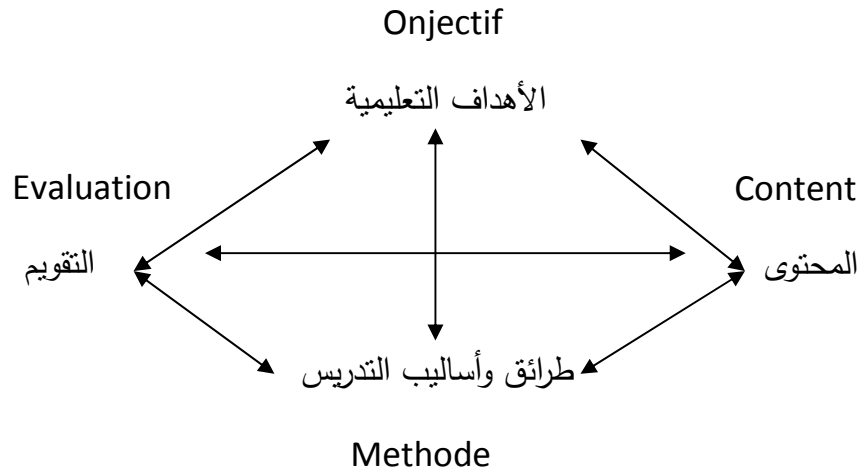 Onjectif
الأهداف التعليمية
Evaluation
Content
التقويم
المحتوى
طرائق وأساليب التدريس
Methode